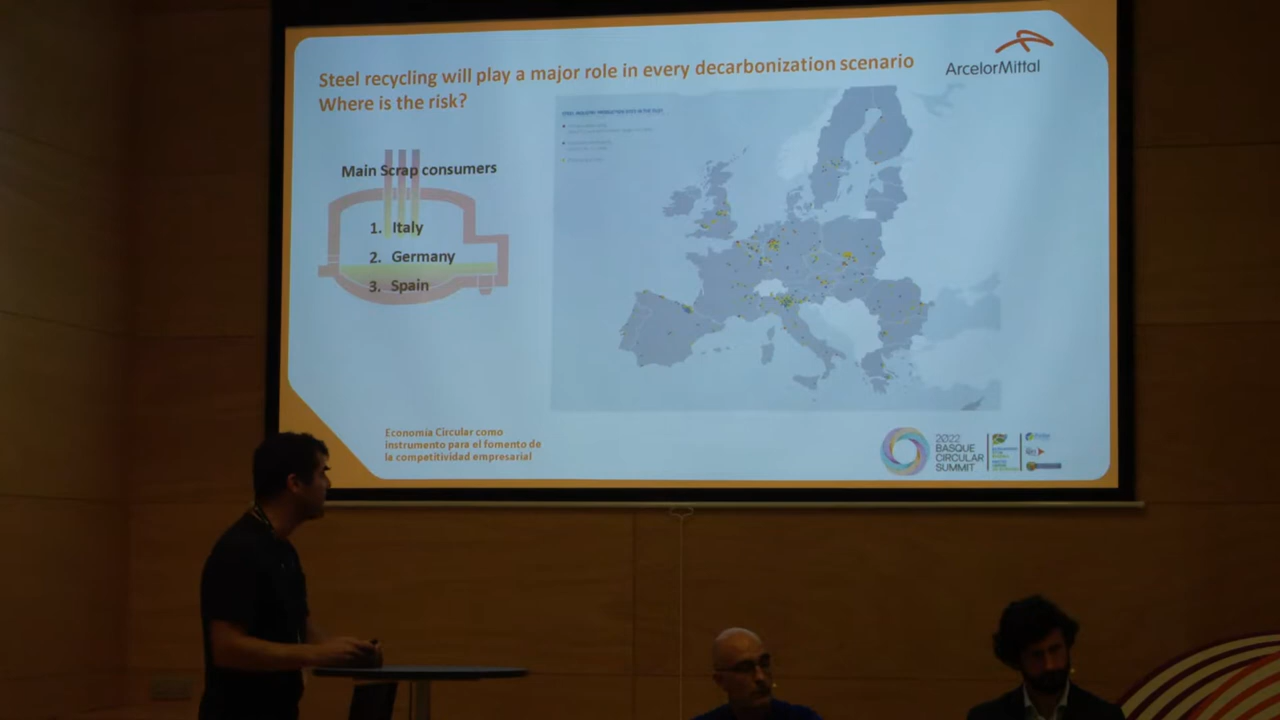 Steel recycling will play a major role in every decarbonization scenario
Where is the risk?
ArcelorMittal
Main Scrap consumers
1. Italy
2. Germany
3. Spain
Economía Circular como
instrumento para el fomento de
la competitividad empresarial
2022
BASQUE
CIRCULAR
SUMMIT